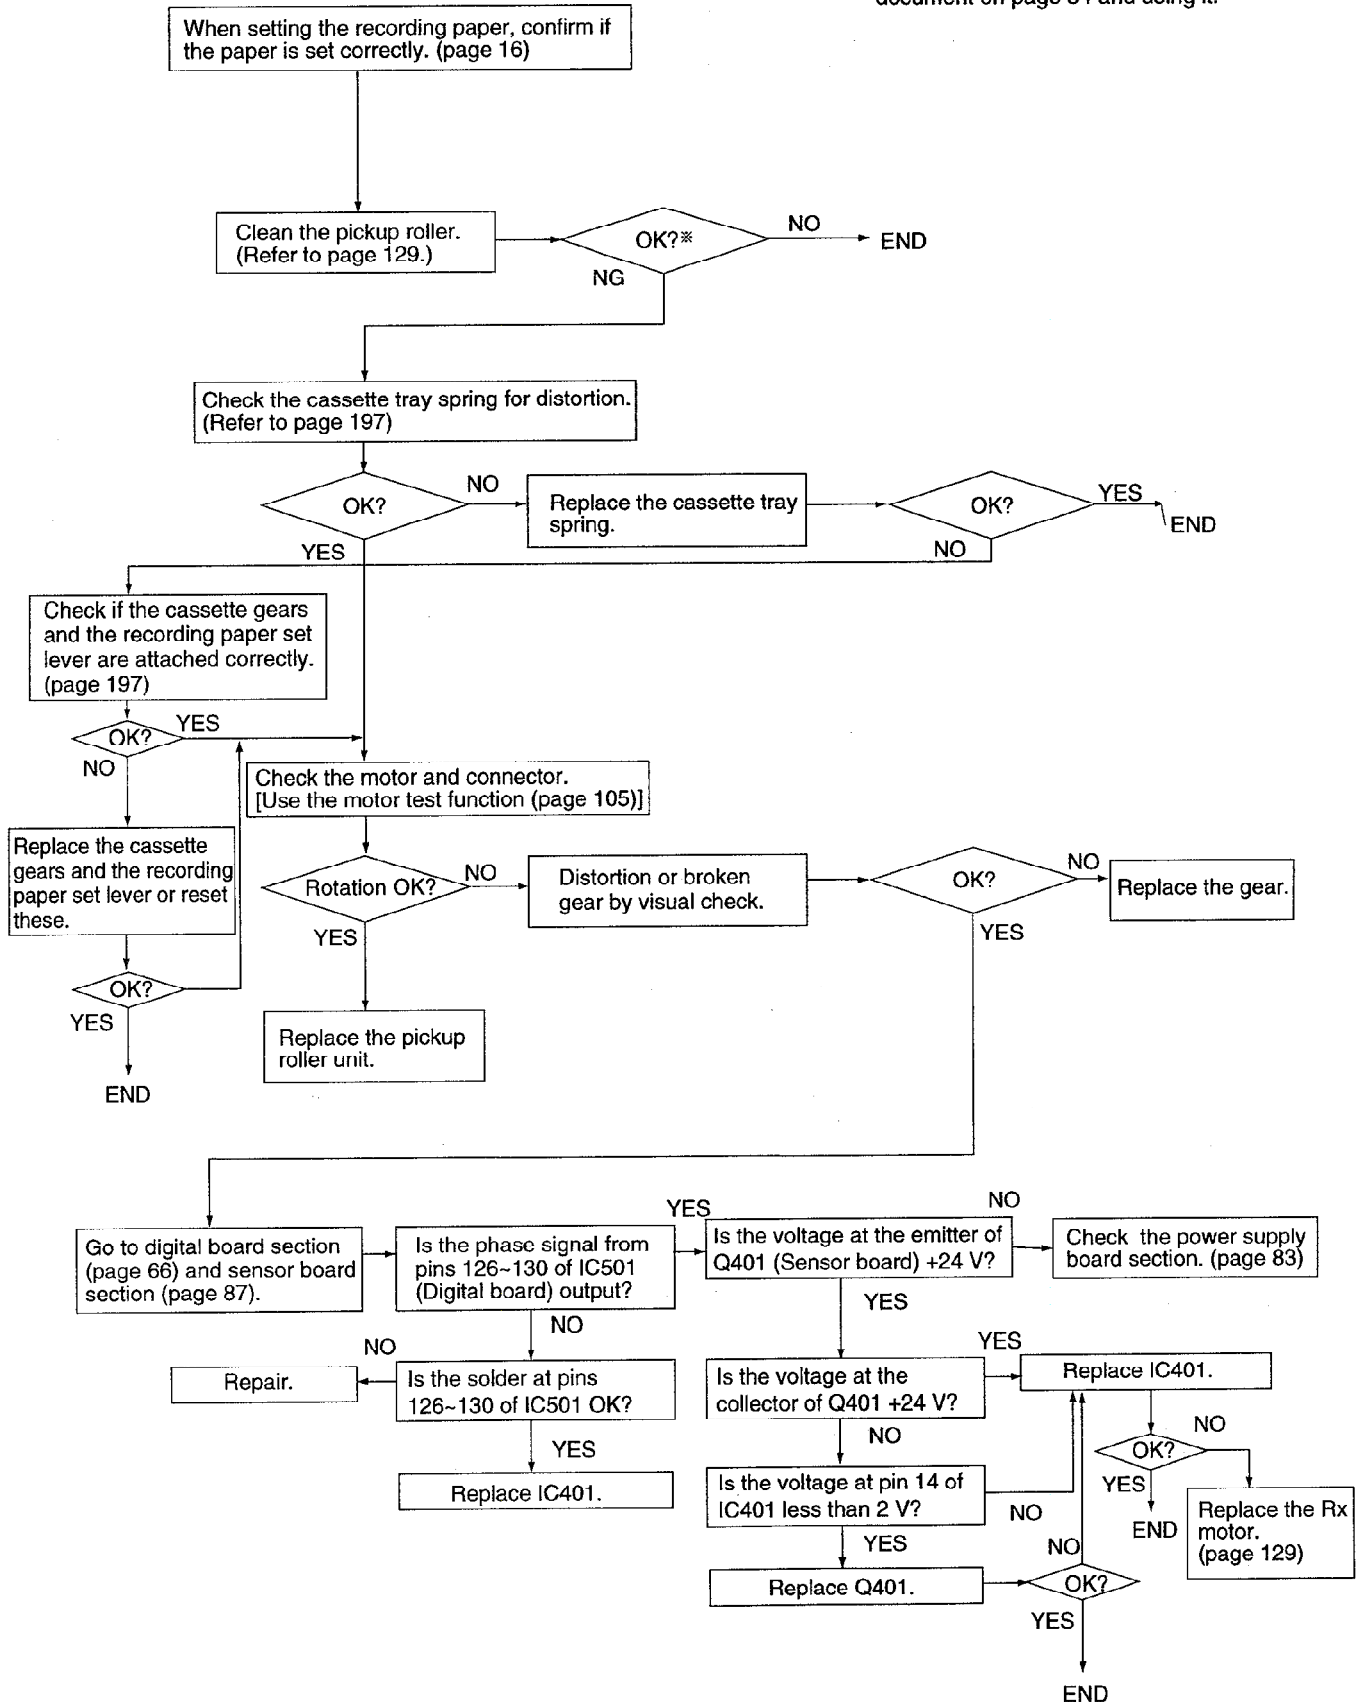 document on page 54 and using it.
When setting the recording paper, confirm if
the paper is set correctly. (page 16)
Clean the pickup roller.
(Refer to page 129.)
OK?※
NO
END
NG
Check the cassette tray spring for distortion.
(Refer to page 197)
OK?
NO
Replace the cassette tray
spring.
OK?
YES
END
YES
NO
Check if the cassette gears
and the recording paper set
lever are attached correctly.
(page 197)
OK?
YES
NO
Check the motor and connector.
[Use the motor test function (page 105)]
Replace the cassette
gears and the recording
paper set lever or reset
these.
Rotation OK?
NO
Distortion or broken
gear by visual check.
OK?
NO
Replace the gear.
YES
YES
OK?
YES
END
Replace the pickup
roller unit.
Go to digital board section
(page 66) and sensor board
section (page 87).
Is the phase signal from
pins 126~130 of IC501
(Digital board) output?
YES
Is the voltage at the emitter of
Q401 (Sensor board) +24 V?
NO
Check the power supply
board section. (page 83)
NO
YES
Is the solder at pins
126~130 of IC501 OK?
NO
Repair.
YES
Replace IC401.
Is the voltage at the
collector of Q401 +24 V?
YES
Replace IC401.
NO
OK?
NO
YES
END
Replace the Rx
motor.
(page 129)
Is the voltage at pin 14 of
IC401 less than 2 V?
NO
YES
Replace Q401.
OK?
NO
YES
END